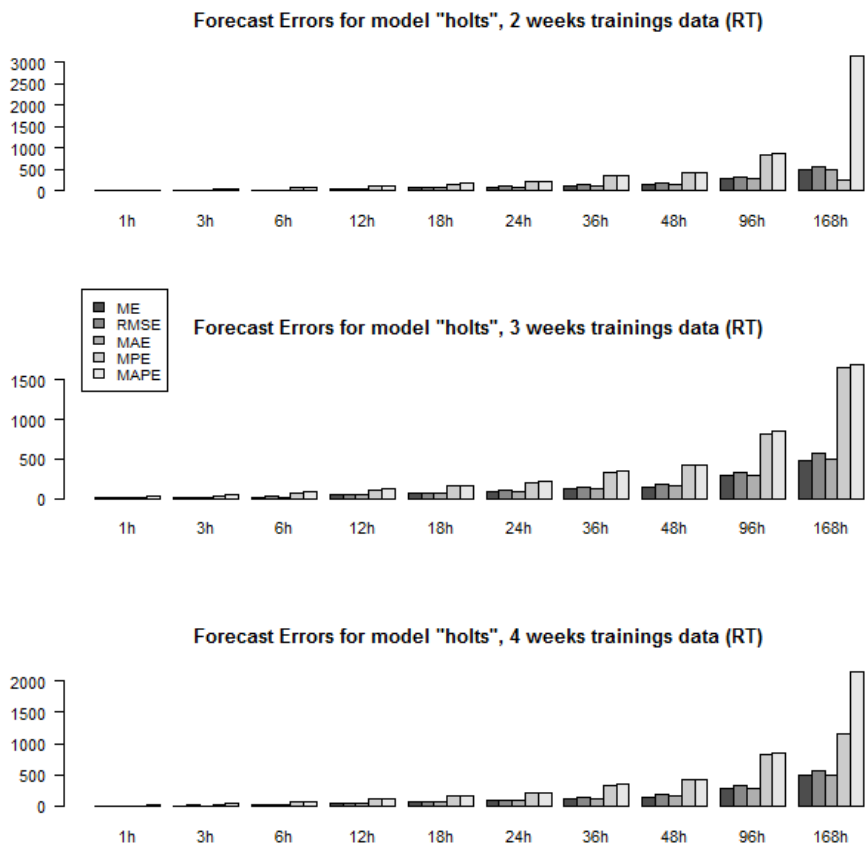 Forecast Errors for model "holts", 2 weeks trainings data (RT)
3000
2500
2000
1500
1000
500
0
1h 3h 6h 12h 18h 24h 36h 48h 96h 168h
ME
RMSE
MAE
MPE
MAPE
Forecast Errors for model "holts", 3 weeks trainings data (RT)
1500
1000
500
0
1h 3h 6h 12h 18h 24h 36h 48h 96h 168h
Forecast Errors for model "holts", 4 weeks trainings data (RT)
2000
1500
1000
500
0
1h 3h 6h 12h 18h 24h 36h 48h 96h 168h